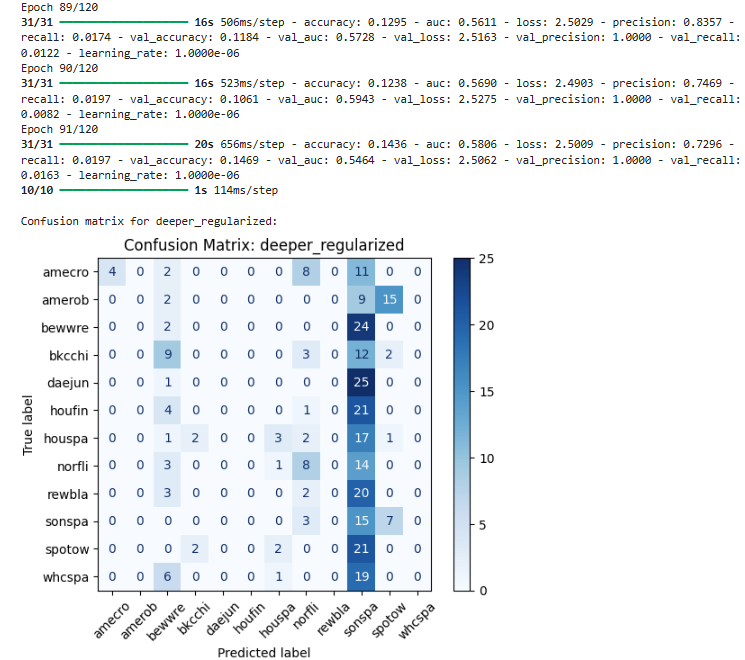 Epoch 89/120
31/31 ━━━━━━━━━━━━━━━━━━━━ 16s 506ms/step - accuracy: 0.1295 - auc: 0.5611 - loss: 2.5029 - precision: 0.8357 -
recall: 0.0174 - val_accuracy: 0.1184 - val_auc: 0.5728 - val_loss: 2.5163 - val_precision: 1.0000 - val_recall:
0.0122 - learning_rate: 1.0000e-06
Epoch 90/120
31/31 ━━━━━━━━━━━━━━━━━━━━ 16s 523ms/step - accuracy: 0.1238 - auc: 0.5690 - loss: 2.4903 - precision: 0.7469 -
recall: 0.0197 - val_accuracy: 0.1061 - val_auc: 0.5943 - val_loss: 2.5275 - val_precision: 1.0000 - val_recall:
0.0082 - learning_rate: 1.0000e-06
Epoch 91/120
31/31 ━━━━━━━━━━━━━━━━━━━━ 20s 656ms/step - accuracy: 0.1436 - auc: 0.5806 - loss: 2.5009 - precision: 0.7296 -
recall: 0.0197 - val_accuracy: 0.1469 - val_auc: 0.5464 - val_loss: 2.5062 - val_precision: 1.0000 - val_recall:
0.0163 - learning_rate: 1.0000e-06
10/10 ━━━━━━━━━━━━━━━━━━━━ 1s 114ms/step
Confusion matrix for deeper_regularized:
Confusion Matrix: deeper_regularized
amecro 4 0 2 0 0 0 0 8 0 11 0 0
amerob 0 0 2 0 0 0 0 0 0 9 15 0
bewwre 0 0 2 0 0 0 0 0 0 24 0 0
bkcchi 0 0 9 0 0 0 0 3 0 12 2 0
daejun 0 0 1 0 0 0 0 0 0 25 0 0
houfin 0 0 4 0 0 0 0 1 0 21 0 0
houspa 0 0 1 2 0 0 3 2 0 17 1 0
norfli 0 0 3 0 0 0 1 8 0 14 0 0
rewbla 0 0 3 0 0 0 0 2 0 20 0 0
sonspa 0 0 0 0 0 0 0 3 0 15 7 0
spotow 0 0 0 2 0 0 2 0 0 21 0 0
whcspa 0 0 6 0 0 0 1 0 0 19 0 0
amecro amerob bewwre bkcchi daejun houfin houspa norfli rewbla sonspa spotow whcspa
Predicted label
True label
25
20
15
10
5
0